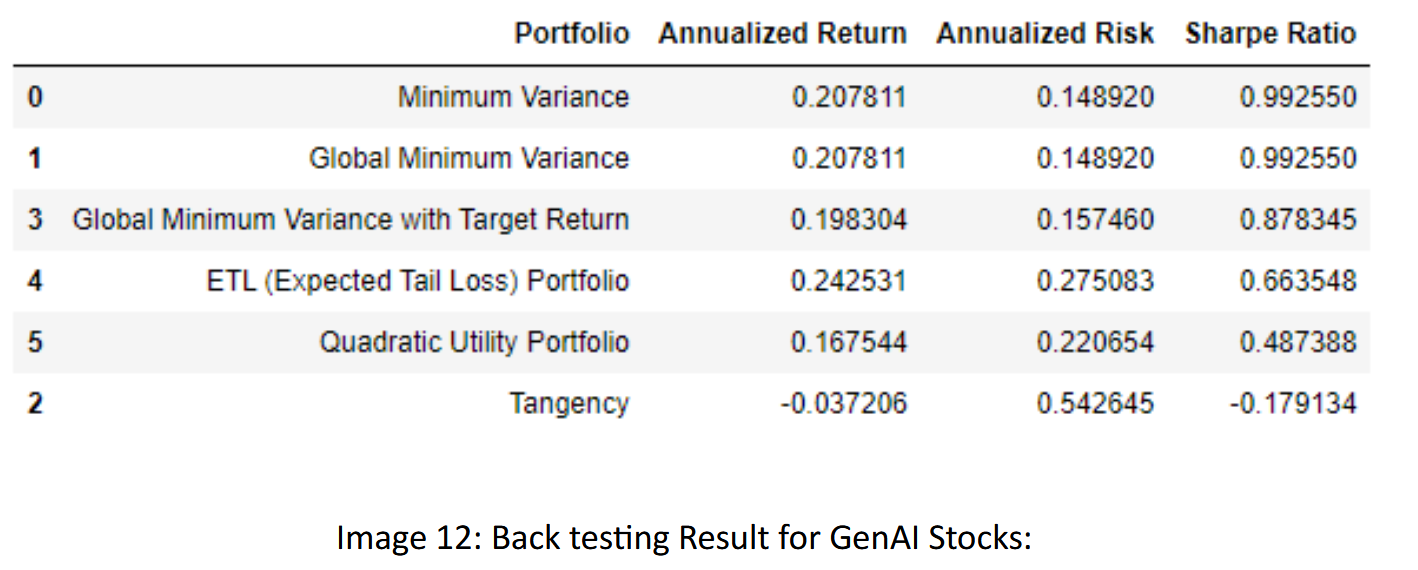 Portfolio Annualized Return Annualized Risk Sharpe Ratio
0 Minimum Variance 0.207811 0.148920 0.992550
1 Global Minimum Variance 0.207811 0.148920 0.992550
3 Global Minimum Variance with Target Return 0.198304 0.157460 0.878345
4 ETL (Expected Tail Loss) Portfolio 0.242531 0.275083 0.663548
5 Quadratic Utility Portfolio 0.167544 0.220654 0.487388
2 Tangency -0.037206 0.542645 -0.179134
Image 12: Back testing Result for GenAI Stocks: